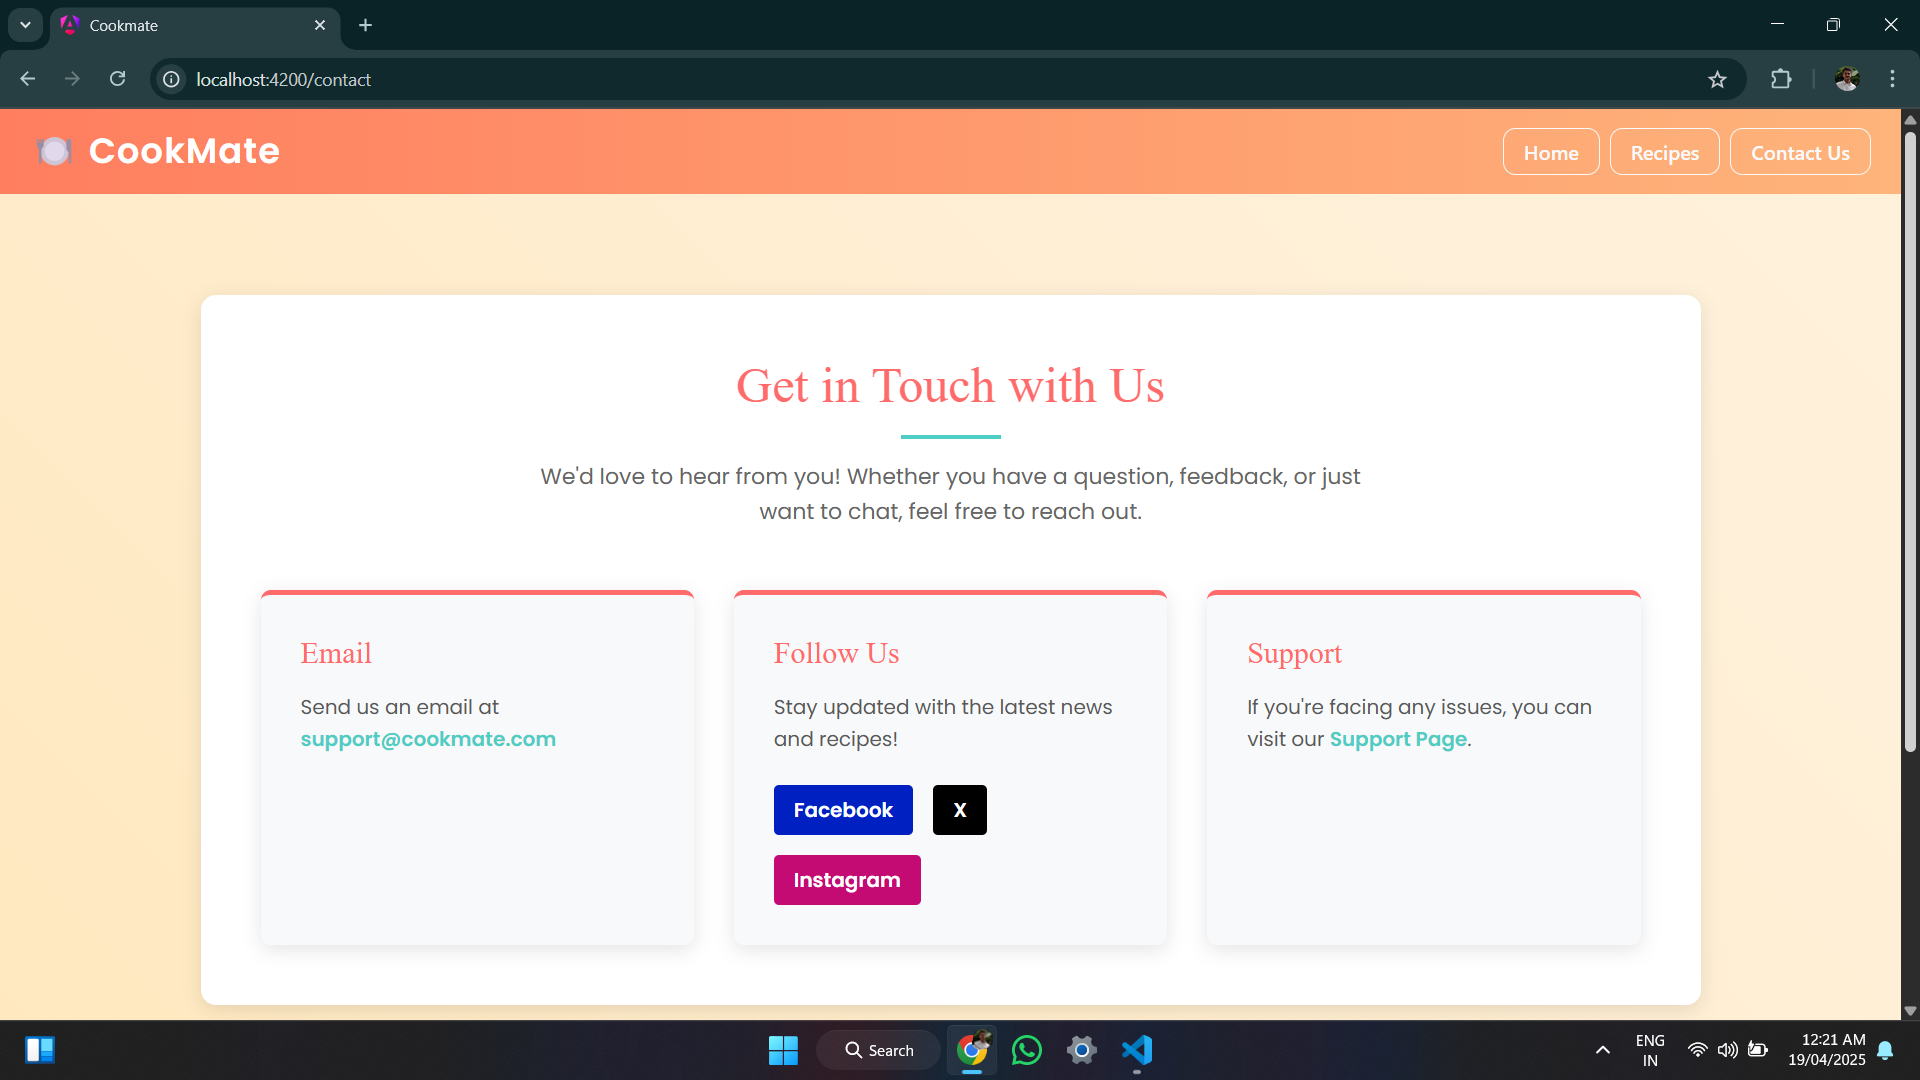 Cookmate
localhost:4200/contact
CookMate
Home
Recipes
Contact Us
Get in Touch with Us
We'd love to hear from you! Whether you have a question, feedback, or just
want to chat, feel free to reach out.
Email
Send us an email at
support@cookmate.com
Follow Us
Stay updated with the latest news
and recipes!
Facebook
X
Instagram
Support
If you're facing any issues, you can
visit our Support Page.
Search
ENG
IN
12:21 AM
19/04/2025